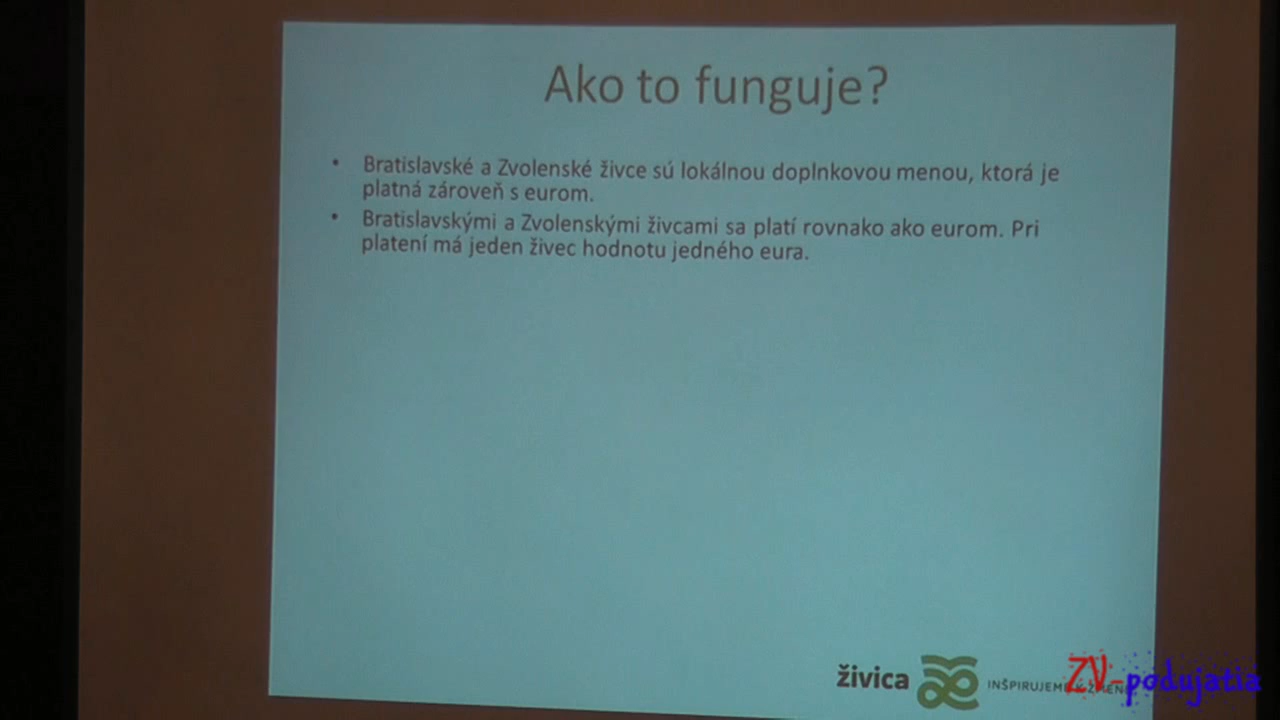 Ako to funguje?
• Bratislavské a Zvolenské živce sú lokálnou doplnkovou menou, ktorá je
platná zároveň s eurom.
• Bratislavskými a Zvolenskými živcami sa platí rovnako ako eurom. Pri
platení má jeden živec hodnotu jedného eura.
živica
ZV-podujatia